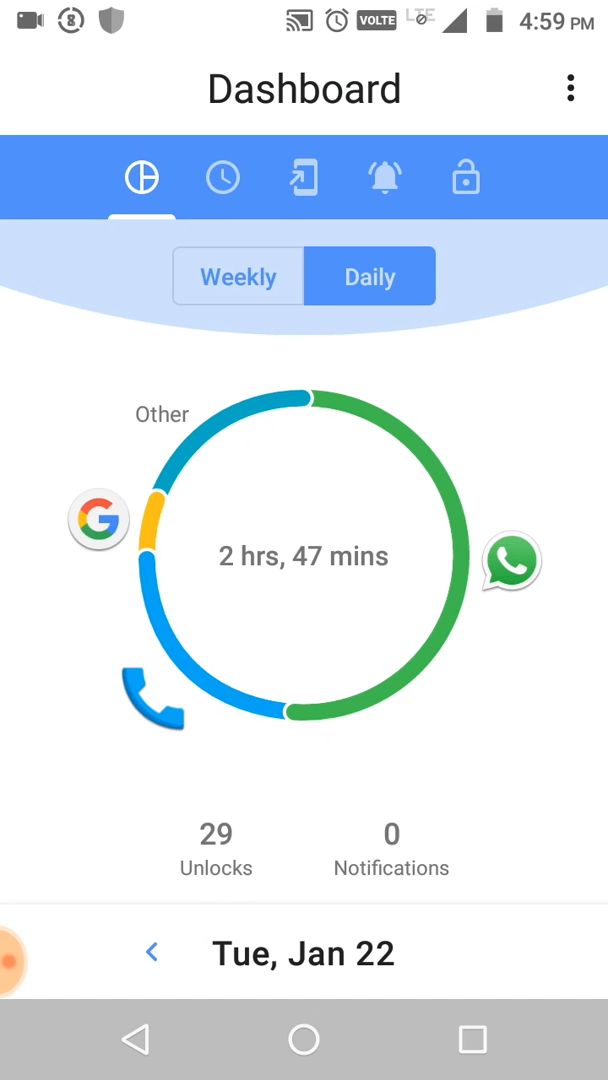 VOLTE LTE 4:59 PM
Dashboard
Weekly Daily
Other
2 hrs, 47 mins
29 0
Unlocks Notifications
Tue, Jan 22